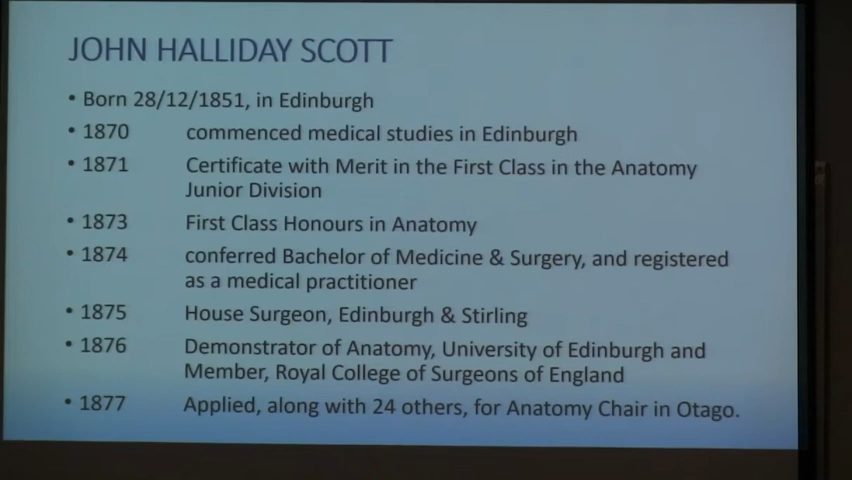 JOHN HALLIDAY SCOTT
• Born 28/12/1851, in Edinburgh
• 1870 commenced medical studies in Edinburgh
• 1871 Certificate with Merit in the First Class in the Anatomy
Junior Division
• 1873 First Class Honours in Anatomy
• 1874 conferred Bachelor of Medicine & Surgery, and registered
as a medical practitioner
• 1875 House Surgeon, Edinburgh & Stirling
• 1876 Demonstrator of Anatomy, University of Edinburgh and
Member, Royal College of Surgeons of England
• 1877 Applied, along with 24 others, for Anatomy Chair in Otago.